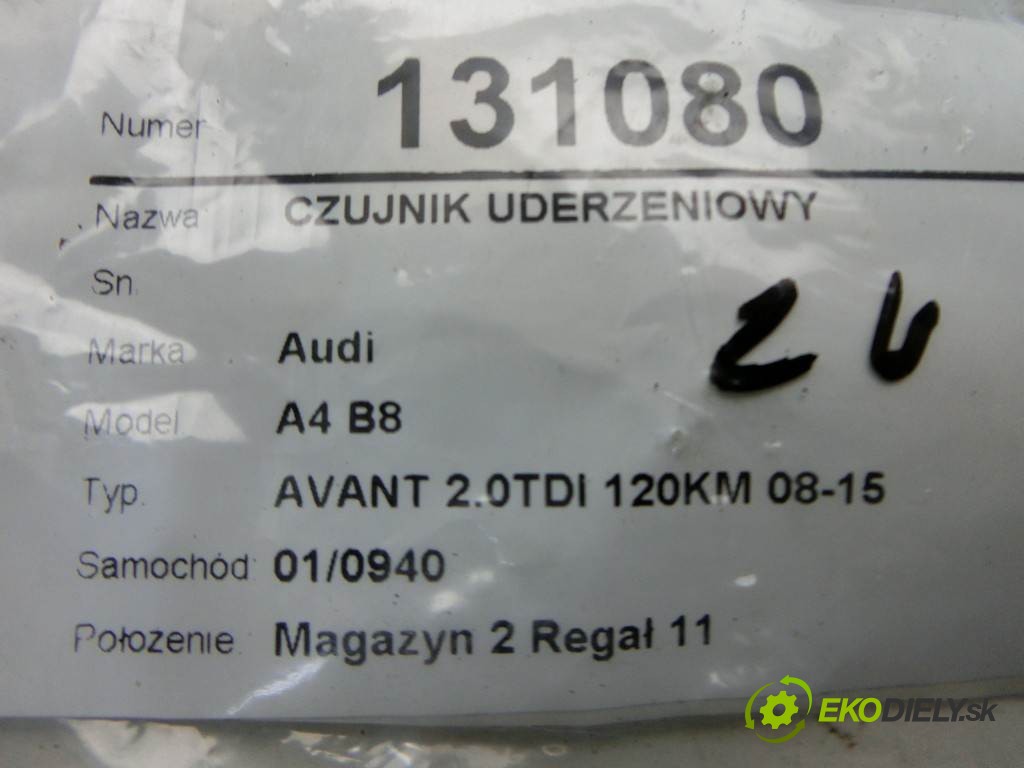 Numer 131080
Nazwa CZUJNIK UDERZENIOWY
Sn.
Marka Audi
Model. A4 B8
Typ. AVANT 2.0TDI 120KM 08-15
Samochód 01/0940
Położenie. Magazyn 2 Regał 11
EKODIELY.sk